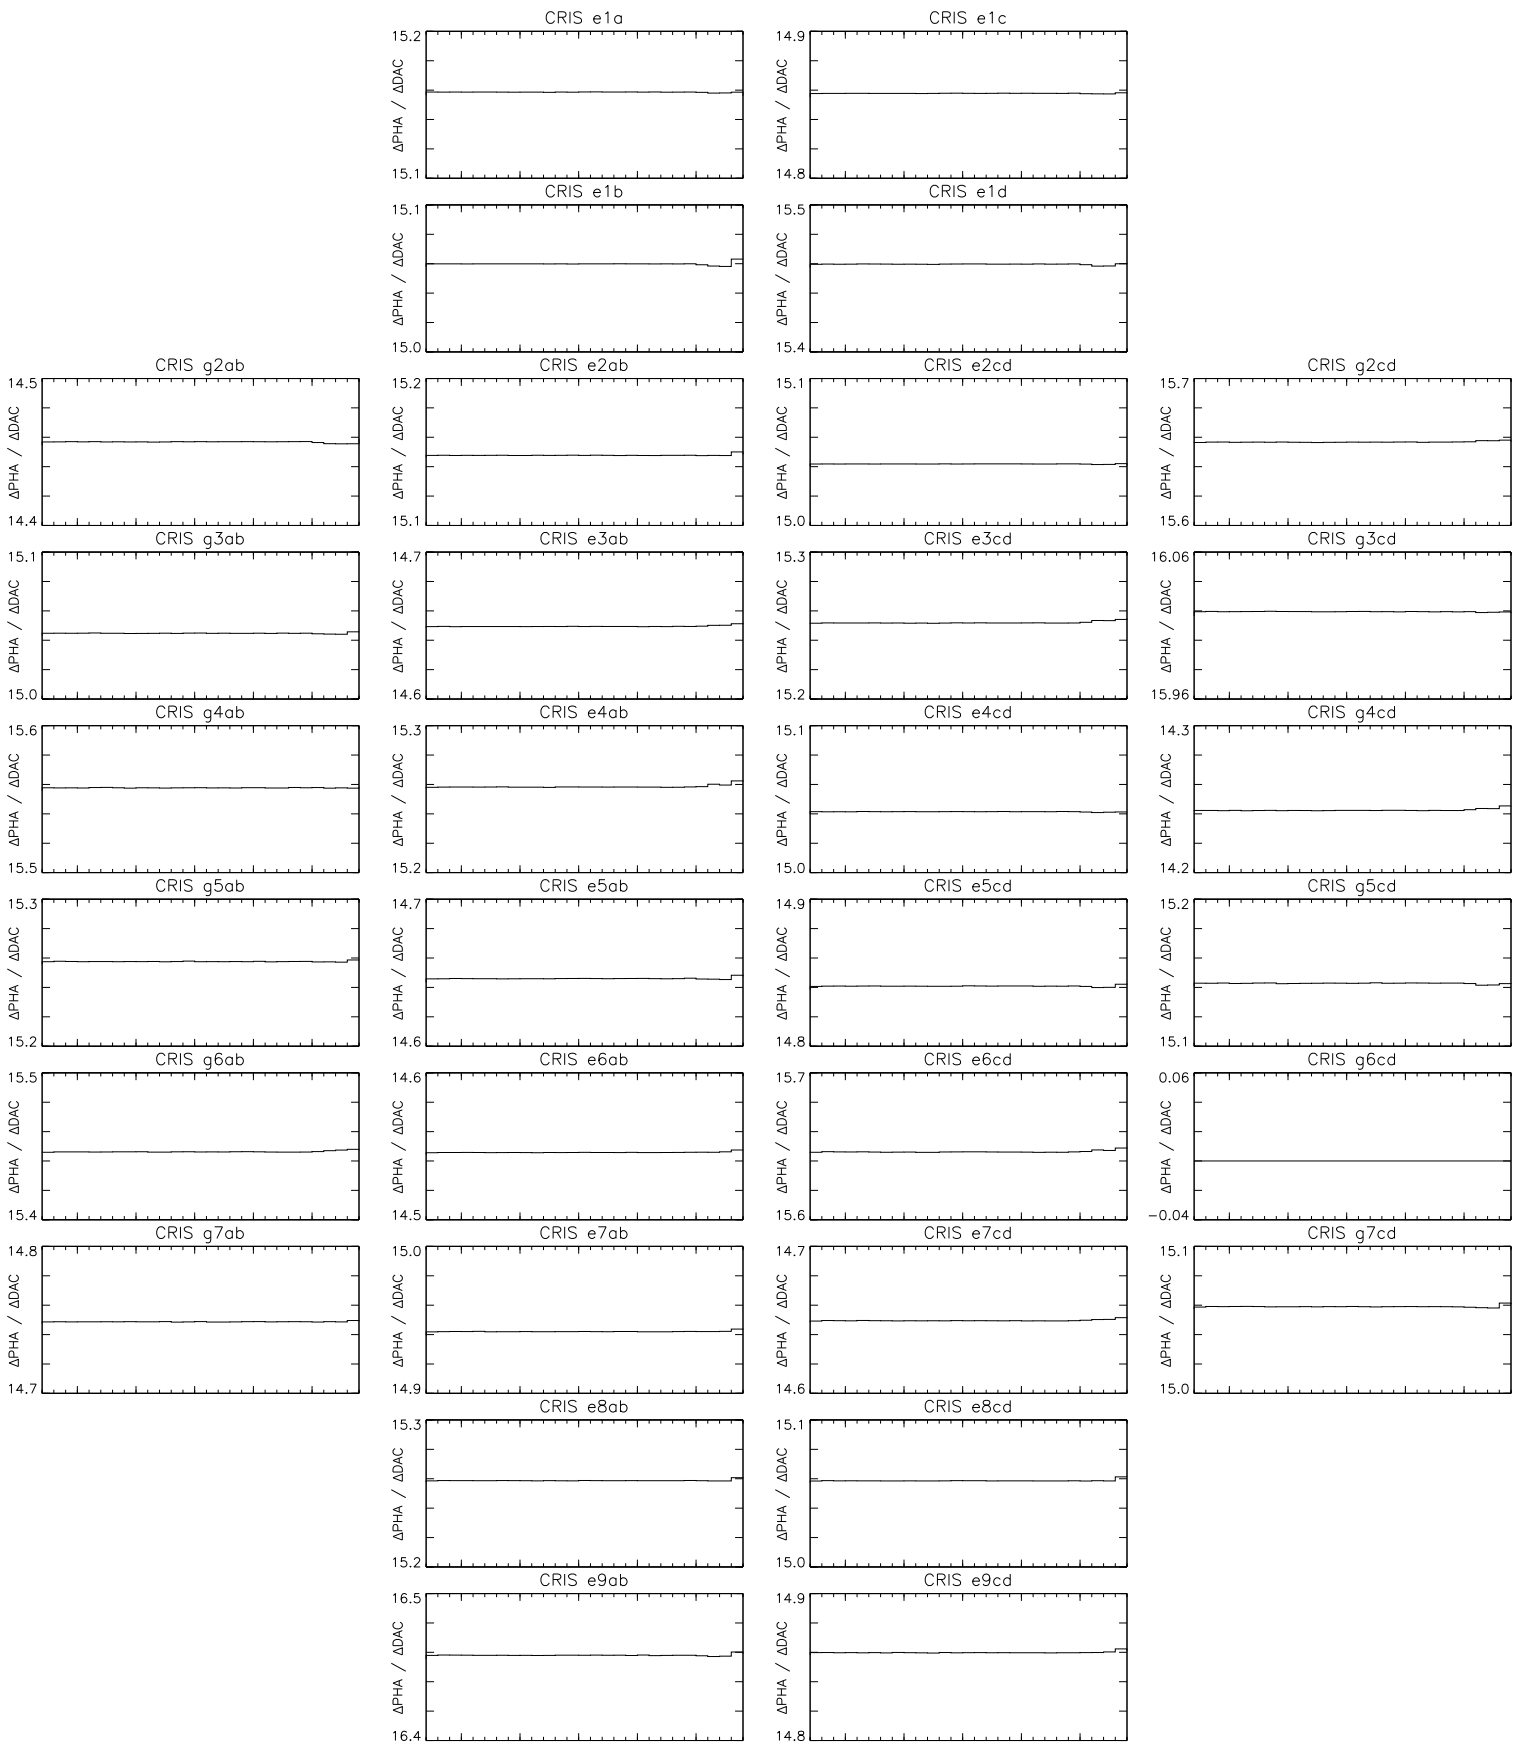 CRIS e1a
CRIS e1c
15.2
ΔPHA / ΔDAC
15.1
14.9
ΔPHA / ΔDAC
14.8
CRIS e1b
CRIS e1d
15.1
ΔPHA / ΔDAC
15.0
15.5
ΔPHA / ΔDAC
15.4
CRIS g2ab
CRIS e2ab
CRIS e2cd
CRIS g2cd
14.5
ΔPHA / ΔDAC
14.4
15.2
ΔPHA / ΔDAC
15.1
15.1
ΔPHA / ΔDAC
15.0
15.7
ΔPHA / ΔDAC
15.6
CRIS g3ab
CRIS e3ab
CRIS e3cd
CRIS g3cd
15.1
ΔPHA / ΔDAC
15.0
14.7
ΔPHA / ΔDAC
14.6
15.3
ΔPHA / ΔDAC
15.2
16.06
ΔPHA / ΔDAC
15.96
CRIS g4ab
CRIS e4ab
CRIS e4cd
CRIS g4cd
15.6
ΔPHA / ΔDAC
15.5
15.3
ΔPHA / ΔDAC
15.2
15.1
ΔPHA / ΔDAC
15.0
14.3
ΔPHA / ΔDAC
14.2
CRIS g5ab
CRIS e5ab
CRIS e5cd
CRIS g5cd
15.3
ΔPHA / ΔDAC
15.2
14.7
ΔPHA / ΔDAC
14.6
14.9
ΔPHA / ΔDAC
14.8
15.2
ΔPHA / ΔDAC
15.1
CRIS g6ab
CRIS e6ab
CRIS e6cd
CRIS g6cd
15.5
ΔPHA / ΔDAC
15.4
14.6
ΔPHA / ΔDAC
14.5
15.7
ΔPHA / ΔDAC
15.6
0.06
ΔPHA / ΔDAC
−0.04
CRIS g7ab
CRIS e7ab
CRIS e7cd
CRIS g7cd
14.8
ΔPHA / ΔDAC
14.7
15.0
ΔPHA / ΔDAC
14.9
14.7
ΔPHA / ΔDAC
14.6
15.1
ΔPHA / ΔDAC
15.0
CRIS e8ab
CRIS e8cd
15.3
ΔPHA / ΔDAC
15.2
15.1
ΔPHA / ΔDAC
15.0
CRIS e9ab
CRIS e9cd
16.5
ΔPHA / ΔDAC
16.4
14.9
ΔPHA / ΔDAC
14.8